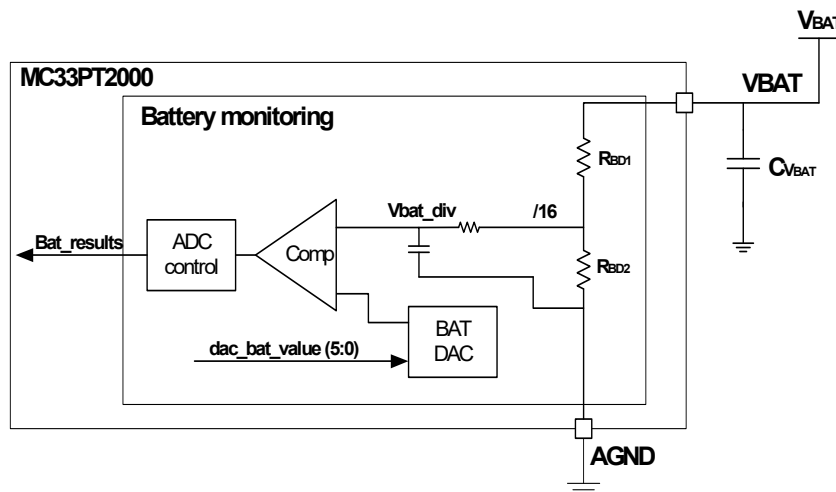 VBAT
MC33PT2000
VBAT
Battery monitoring
RBD1
CVBAT
Vbat_div
/16
Bat_results
ADC
control
Comp
RBD2
BAT
DAC
dac_bat_value (5:0)
AGND